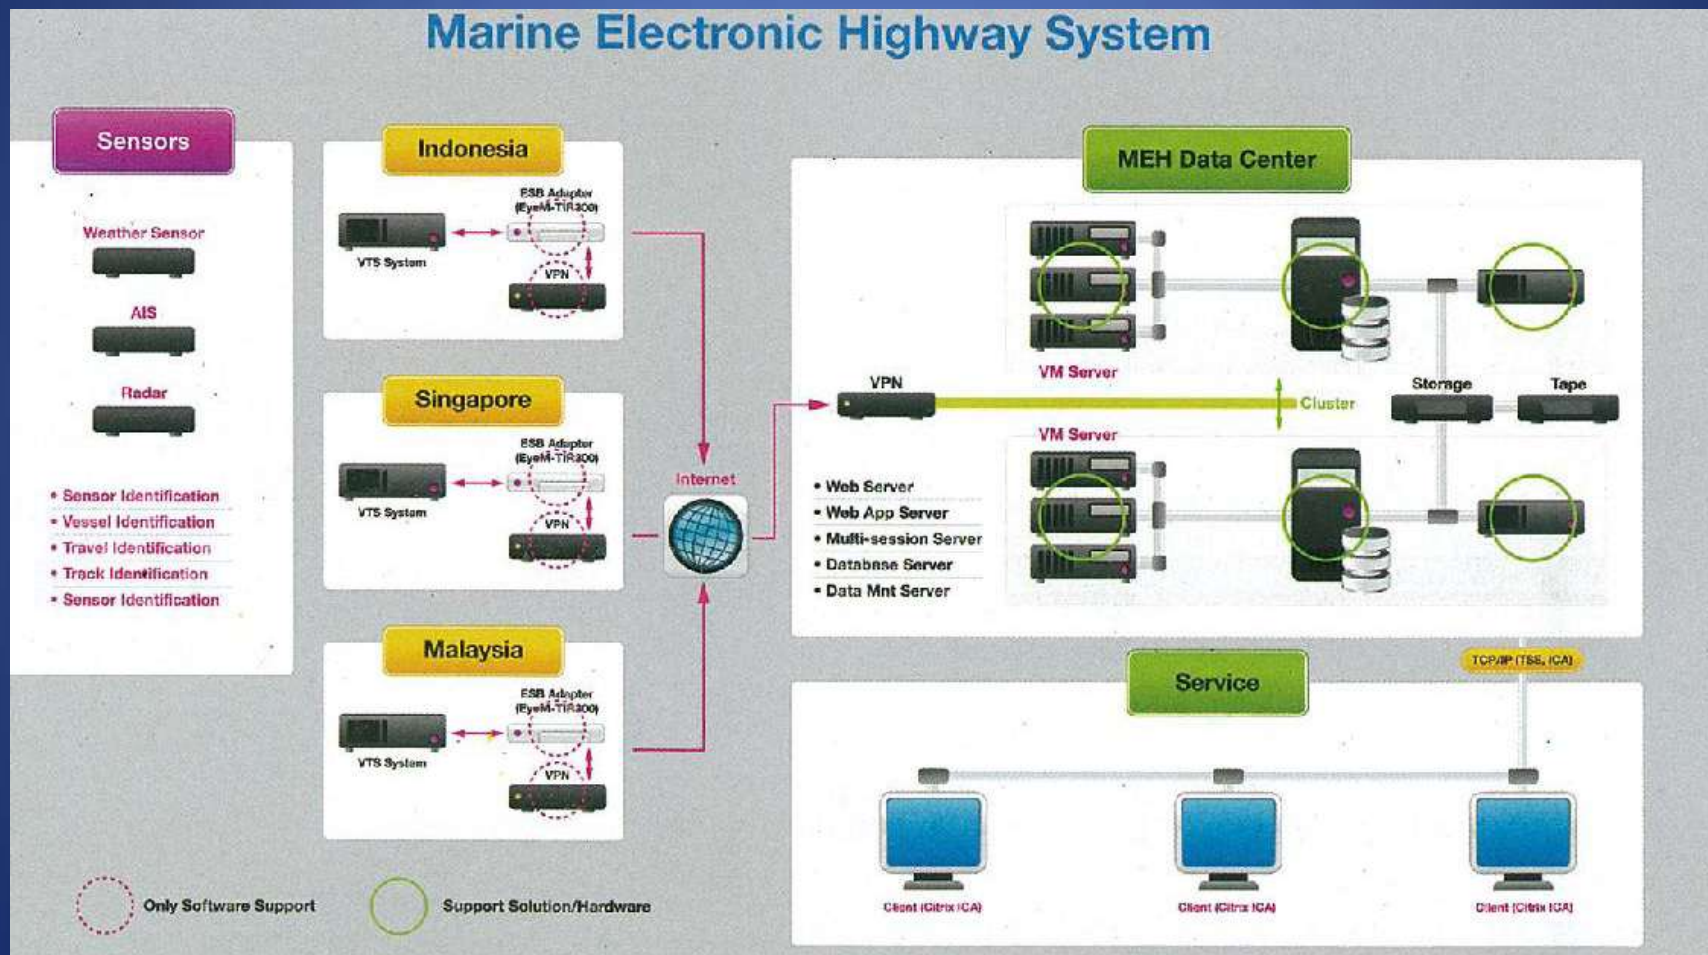 Marine Electronic Highway System
Sensors
Weather Sensor
AIS
Radar
• Sensor Identification
• Vessel Identification
• Travel Identification
• Track Identification
• Sensor Identification
Indonesia
ESB Adapter
(EyeM-TIR300)
VTS System
VPN
Singapore
ESB Adapter
(EyeM-TIR300)
VTS System
VPN
Malaysia
ESB Adapter
(EyeM-TIR300)
VTS System
VPN
Internet
MEH Data Center
VM Server
VPN
Cluster
Storage
Tape
VM Server
• Web Server
• Web App Server
• Multi-session Server
• Database Server
• Data Mnt Server
TCP/IP (TSE, ICA)
Service
Client (Citrix ICA)
Client (Citrix ICA)
Client (Citrix ICA)
Only Software Support
Support Solution/Hardware